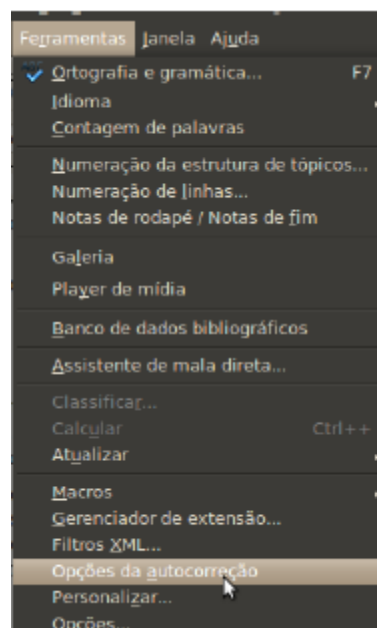 Ferramentas Janela Ajuda
Ortografia e gramática... F7
Idioma
Contagem de palavras
Numeração da estrutura de tópicos...
Numeração de linhas...
Notas de rodapé / Notas de fim
Galeria
Player de mídia
Banco de dados bibliográficos
Assistente de mala direta...
Classificar...
Calcular Ctrl++
Atualizar
Macros
Gerenciador de extensão...
Filtros XML...
Opções da autocorreção
Personalizar...
Opções...